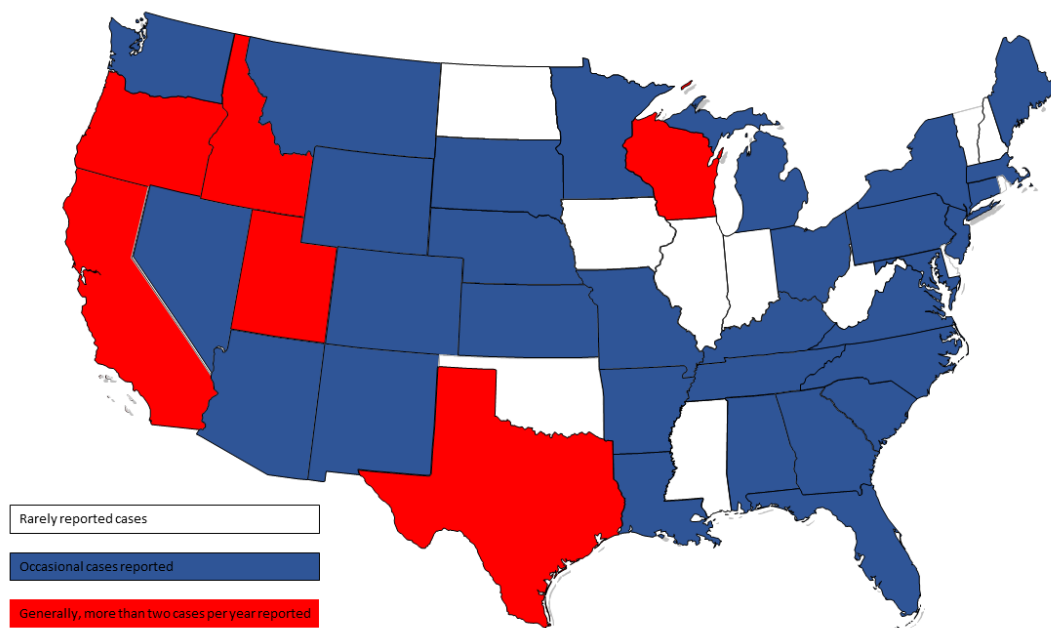 Rarely reported cases
Occasional cases reported
Generally, more than two cases per year reported